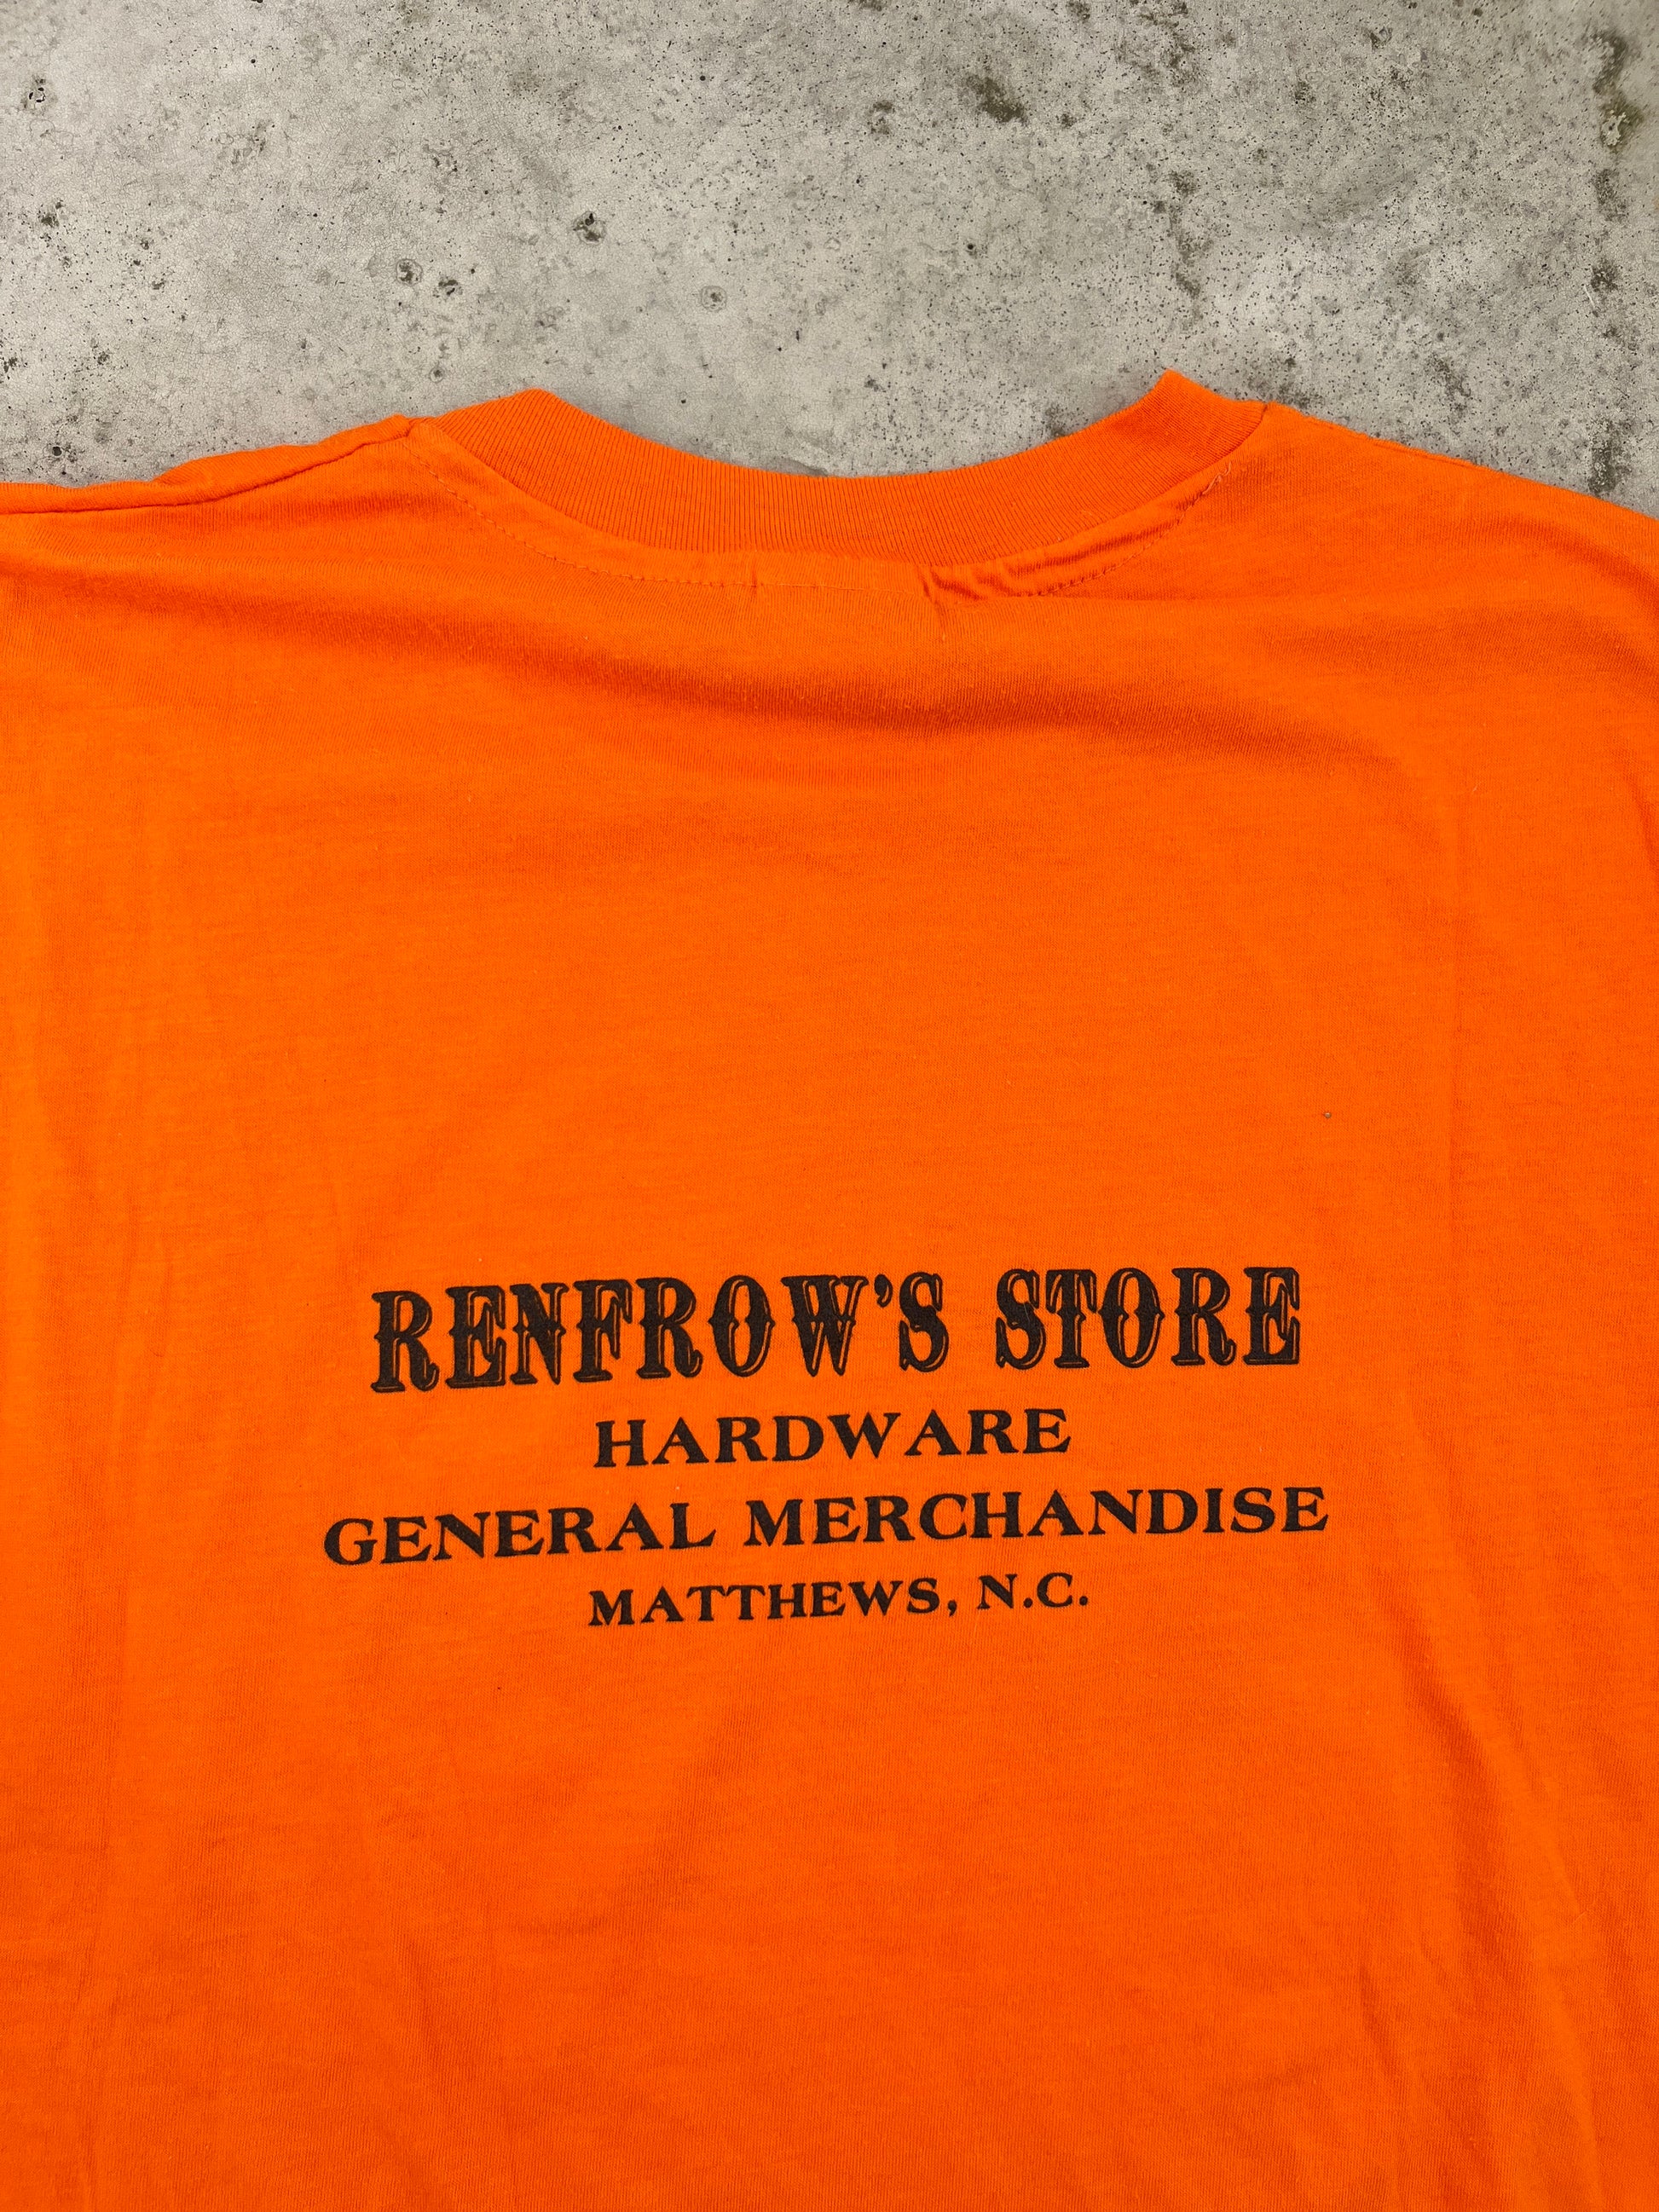 RENFROW'S STORE
HARDWARE
GENERAL MERCHANDISE
MATTHEWS, N.C.